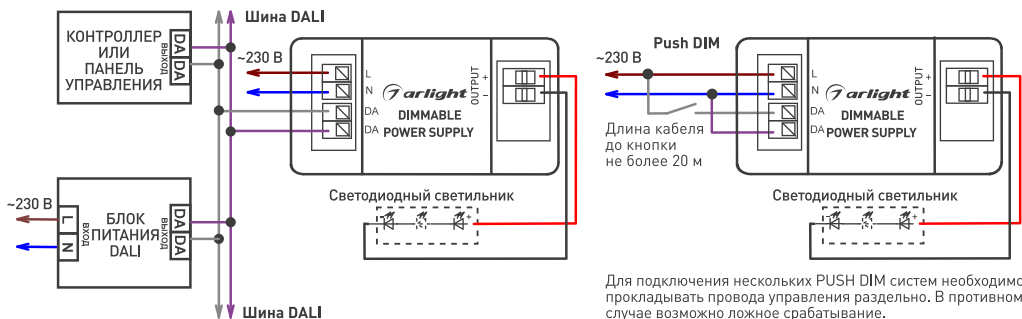 Шина DALI
КОНТРОЛЛЕР
ИЛИ
ПАНЕЛЬ
УПРАВЛЕНИЯ
DA
DA
ВЫХОД
~230 В
L
N
DA
DA
arlight
DIMMABLE
POWER SUPPLY
OUTPUT
+
–
Светодиодный светильник
+
~230 В
L
N
ВХОД
БЛОК
ПИТАНИЯ
DALI
DA
DA
ВЫХОД
Шина DALI
Push DIM
~230 В
L
N
DA
DA
arlight
DIMMABLE
POWER SUPPLY
OUTPUT
+
–
Длина кабеля
до кнопки
не более 20 м
Светодиодный светильник
+
Для подключения нескольких PUSH DIM систем необходимо
прокладывать провода управления раздельно. В противном
случае возможно ложное срабатывание.